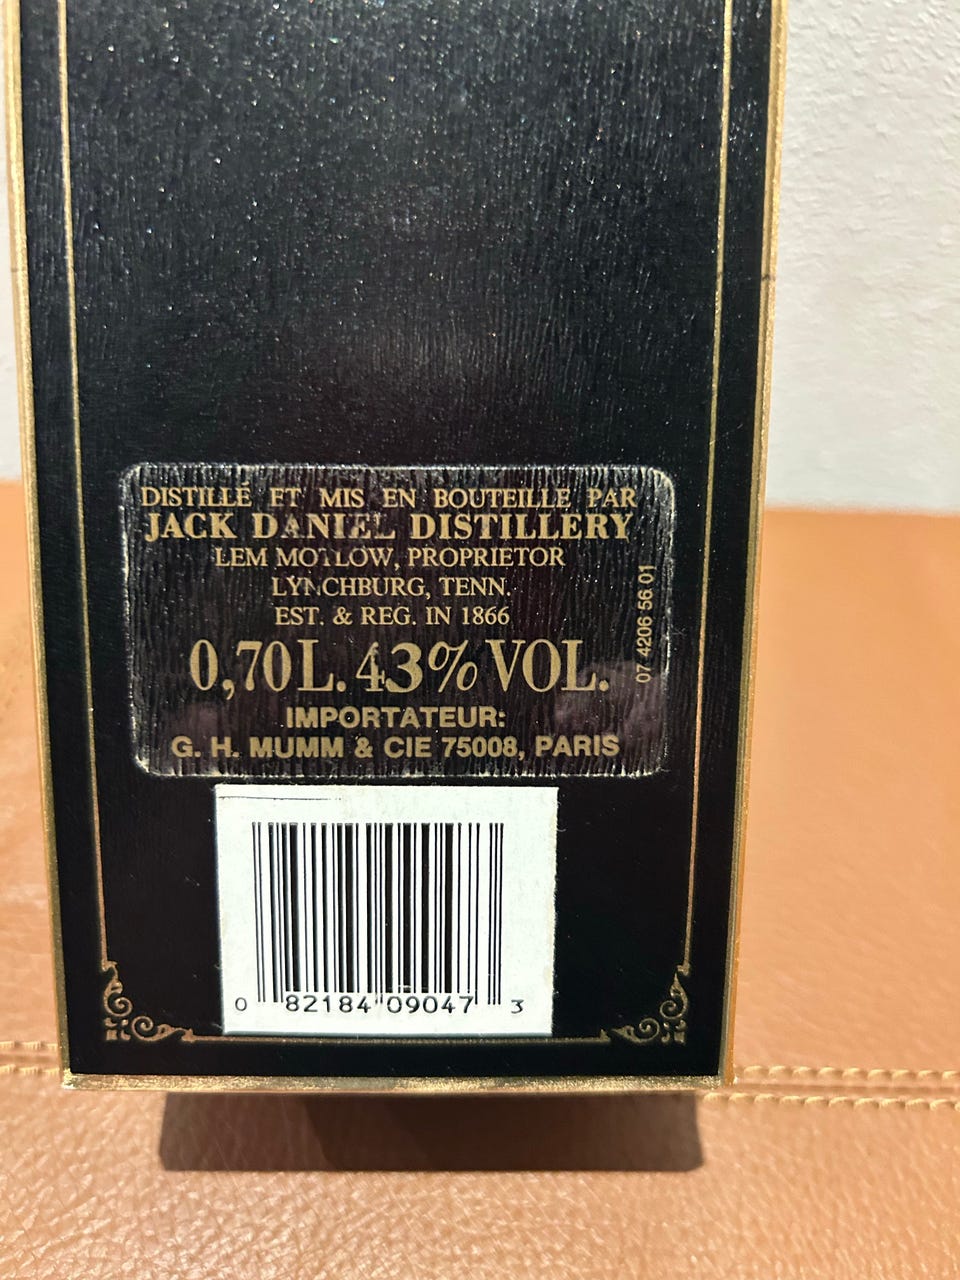 DISTILLÉ ET MIS EN BOUTEILLE PAR
JACK DANIEL DISTILLERY
LEM MOTLOW, PROPRIETOR
LYNCHBURG, TENN.
EST. & REG. IN 1866
0,70 L. 43% VOL.
IMPORTATEUR:
G. H. MUMM & CIE 75008, PARIS
07 4206 56 01
0 82184 09047 3